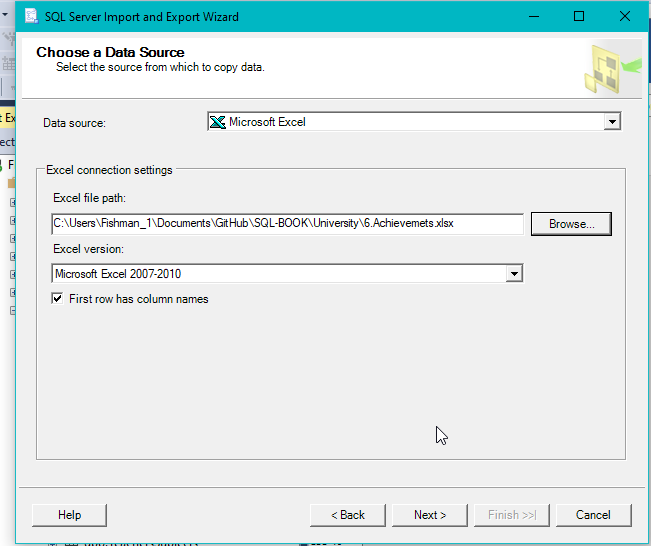 SQL Server Import and Export Wizard
Choose a Data Source
Select the source from which to copy data.
Data source:
Microsoft Excel
Excel connection settings
Excel file path:
C:\Users\Fishman_1\Documents\GitHub\SQL-BOOK\University\6.Achievemets.xlsx
Browse...
Excel version:
Microsoft Excel 2007-2010
First row has column names
Help
< Back
Next >
Finish >>|
Cancel